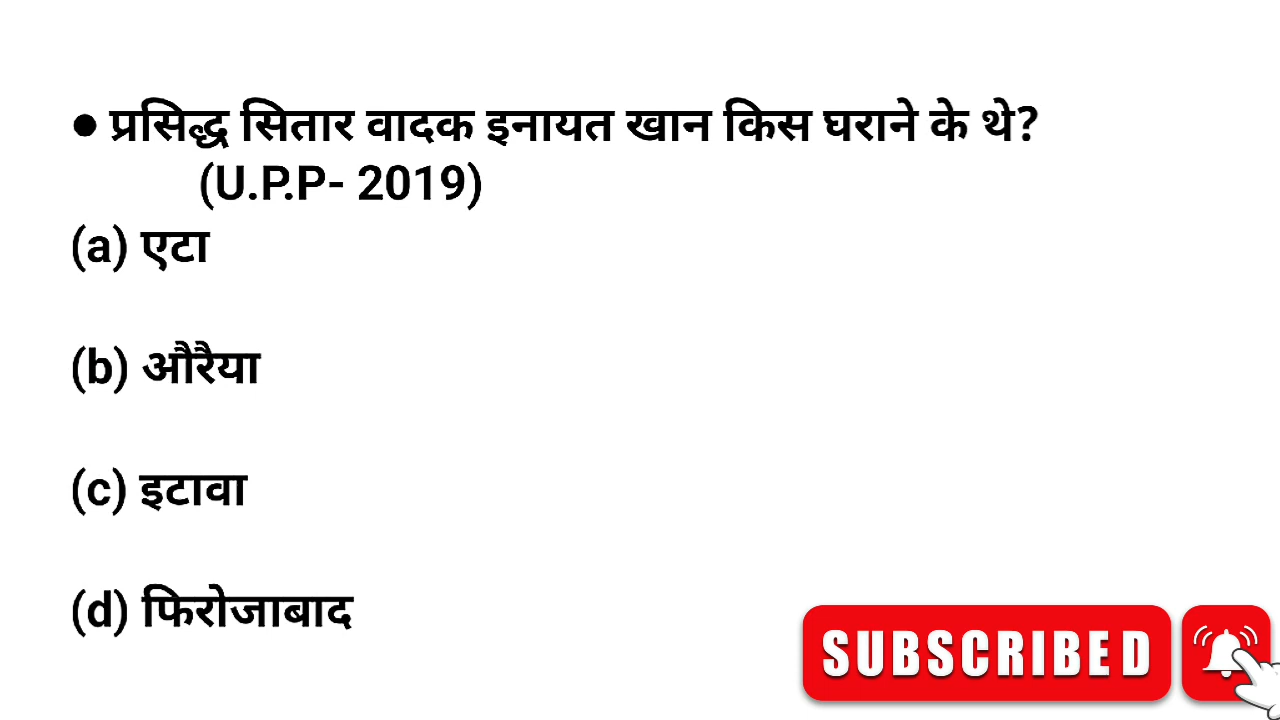 ● प्रसिद्ध सितार वादक इनायत खान किस घराने के थे?
(U.P.P- 2019)
(a) एटा
(b) औरैया
(c) इटावा
(d) फिरोजाबाद
SUBSCRIBED